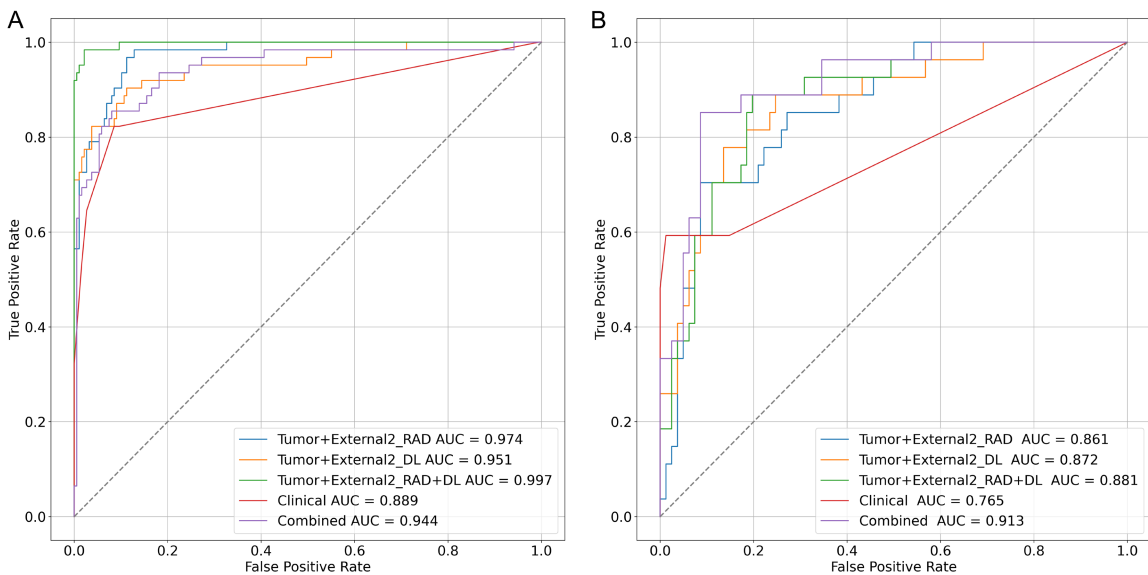 A
True Positive Rate
1.0
0.8
0.6
0.4
0.2
0.0
Tumor+External2_RAD AUC = 0.974
Tumor+External2_DL AUC = 0.951
Tumor+External2_RAD+DL AUC = 0.997
Clinical AUC = 0.889
Combined AUC = 0.944
0.0 0.2 0.4 0.6 0.8 1.0
False Positive Rate
B
True Positive Rate
1.0
0.8
0.6
0.4
0.2
0.0
Tumor+External2_RAD AUC = 0.861
Tumor+External2_DL AUC = 0.872
Tumor+External2_RAD+DL AUC = 0.881
Clinical AUC = 0.765
Combined AUC = 0.913
0.0 0.2 0.4 0.6 0.8 1.0
False Positive Rate